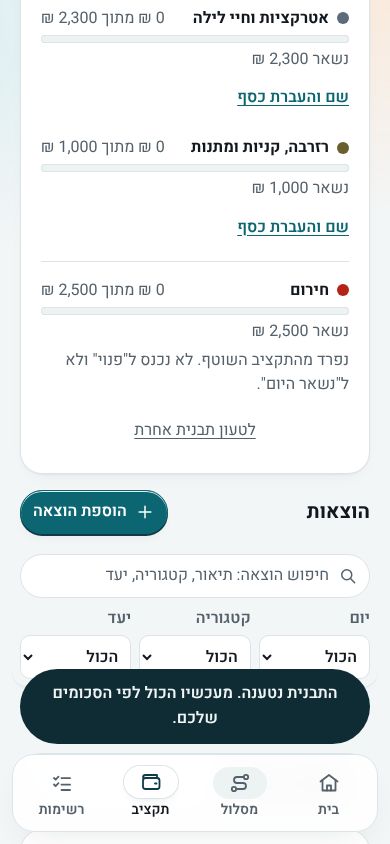 אטרקציות וחיי לילה 0 ₪ מתוך 2,300 ₪
נשאר 2,300 ₪
שם והעברת כסף
רזרבה, קניות ומתנות 0 ₪ מתוך 1,000 ₪
נשאר 1,000 ₪
שם והעברת כסף
חירום 0 ₪ מתוך 2,500 ₪
נשאר 2,500 ₪
נפרד מהתקציב השוטף. לא נכנס ל"פנוי" ולא
ל"נשאר היום".
לטעון תבנית אחרת
הוצאות
+ הוספת הוצאה
חיפוש הוצאה: תיאור, קטגוריה, יעד
יום קטגוריה יעד
הכול הכול הכול
התבנית נטענה. מעכשיו הכול לפי הסכומים
שלכם.
בית מסלול תקציב רשימות